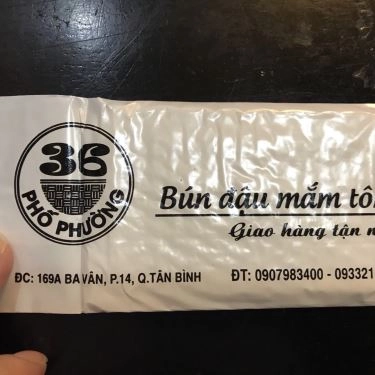 36
PHỐ PHƯỜNG
Bún đậu mắm tô
Giao hàng tận n
ĐC: 169A BA VÂN, P.14, Q.TÂN BÌNH
ĐT: 0907983400 - 093321